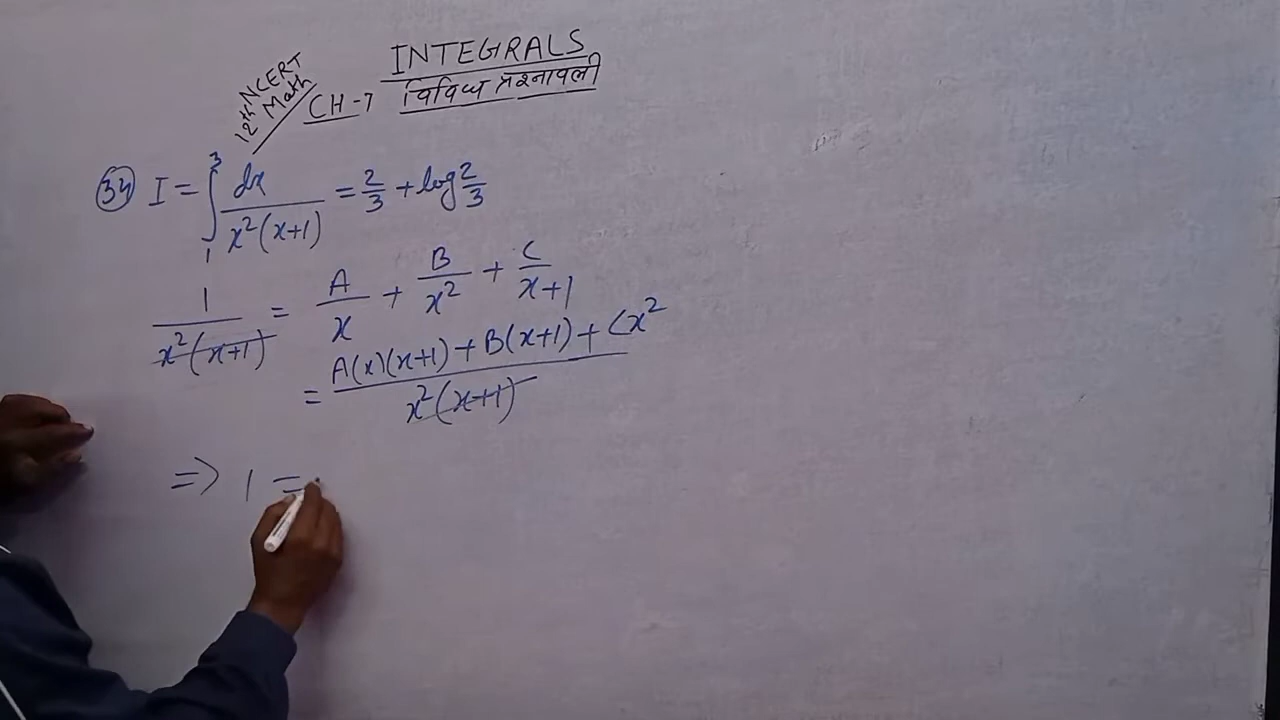 INTEGRALS
12th NCERT Math
CH-7 विविध प्रश्नावली
(34) I = ∫₁³ dx / x²(x+1) = 2/3 + log 2/3
1 / x²(x+1) = A/x + B/x² + C/x+1
= A(x)(x+1) + B(x+1) + Cx² / x²(x+1)
⇒ 1 =